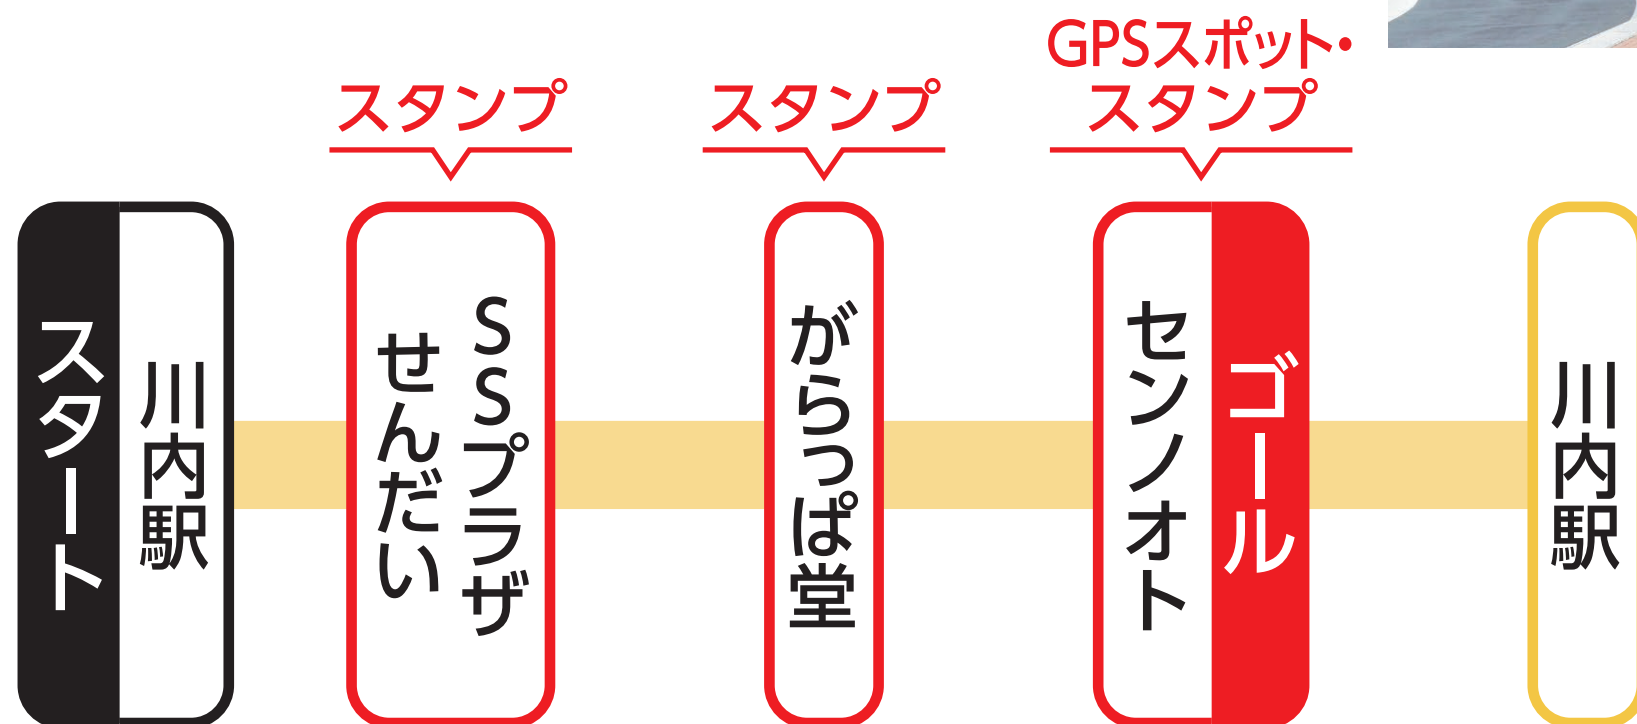 スタート
川内駅
スタンプ
SSプラザ
せんだい
スタンプ
がらっぱ堂
GPSスポット・
スタンプ
ゴール
センノオト
川内駅